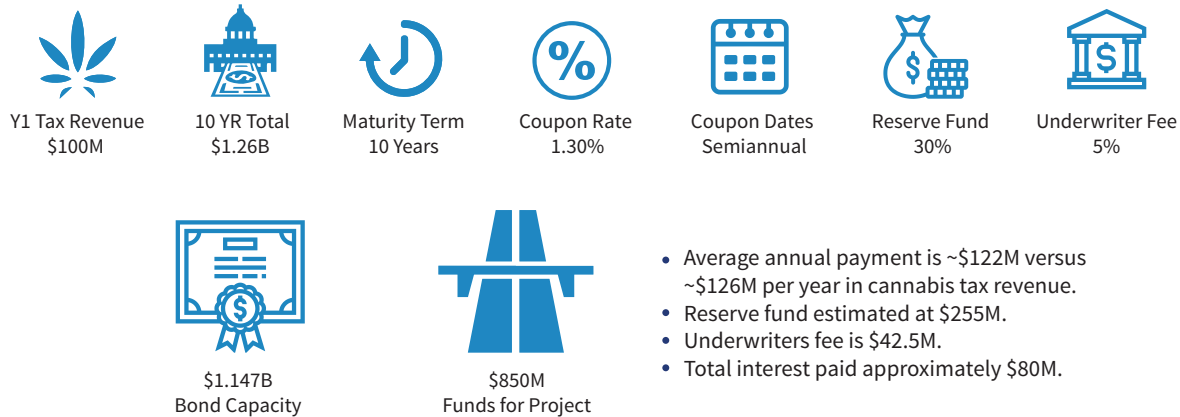 Y1 Tax Revenue
$100M
10 YR Total
$1.26B
Maturity Term
10 Years
Coupon Rate
1.30%
Coupon Dates
Semiannual
Reserve Fund
30%
Underwriter Fee
5%
$1.147B
Bond Capacity
$850M
Funds for Project
• Average annual payment is ~$122M versus
~$126M per year in cannabis tax revenue.
• Reserve fund estimated at $255M.
• Underwriters fee is $42.5M.
• Total interest paid approximately $80M.